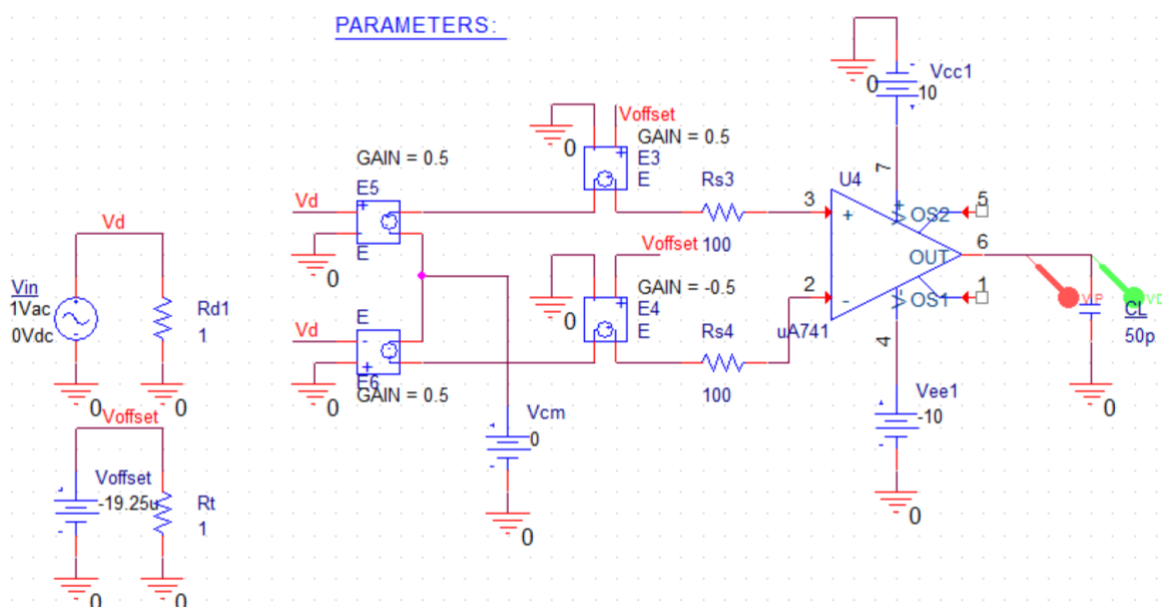 PARAMETERS:
Vcc1
0
10
Voffset
GAIN = 0.5
0
E3
E
GAIN = 0.5
E5
Vd
E
0
Rs3
100
7
U4
3
+
OS2
5
6
OUT
2
-
OS1
1
uA741
4
Vd
Vin
1Vac
0Vdc
Rd1
1
0
0
Voffset
GAIN = -0.5
0
E4
E
Rs4
100
E
Vd
E6
GAIN = 0.5
0
CL
50p
0
Vee1
-10
0
Vcm
0
0
Voffset
Voffset
-19.25u
Rt
1
0
0